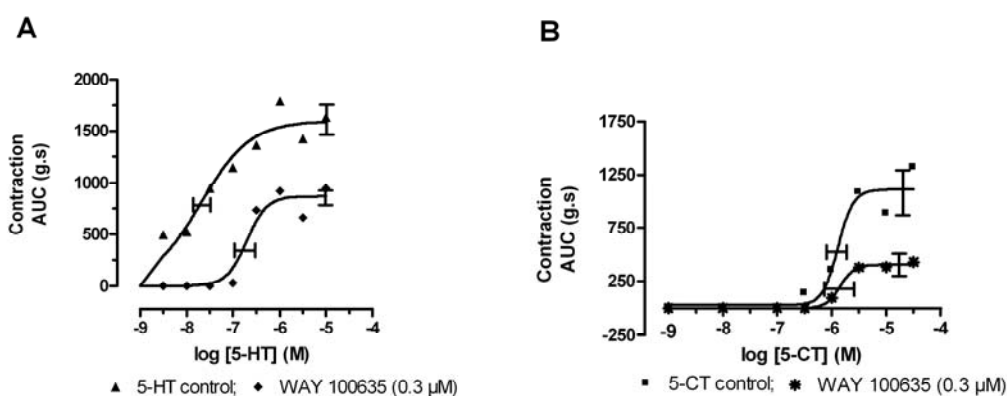 A
Contraction
AUC (g.s)
2000
1500
1000
500
0
-9 -8 -7 -6 -5 -4
log [5-HT] (M)
▲ 5-HT control; ◆ WAY 100635 (0.3 µM)
B
Contraction
AUC (g.s)
1750
1250
750
250
-250
-9 -8 -7 -6 -5 -4
log [5-CT] (M)
■ 5-CT control; ✱ WAY 100635 (0.3 µM)